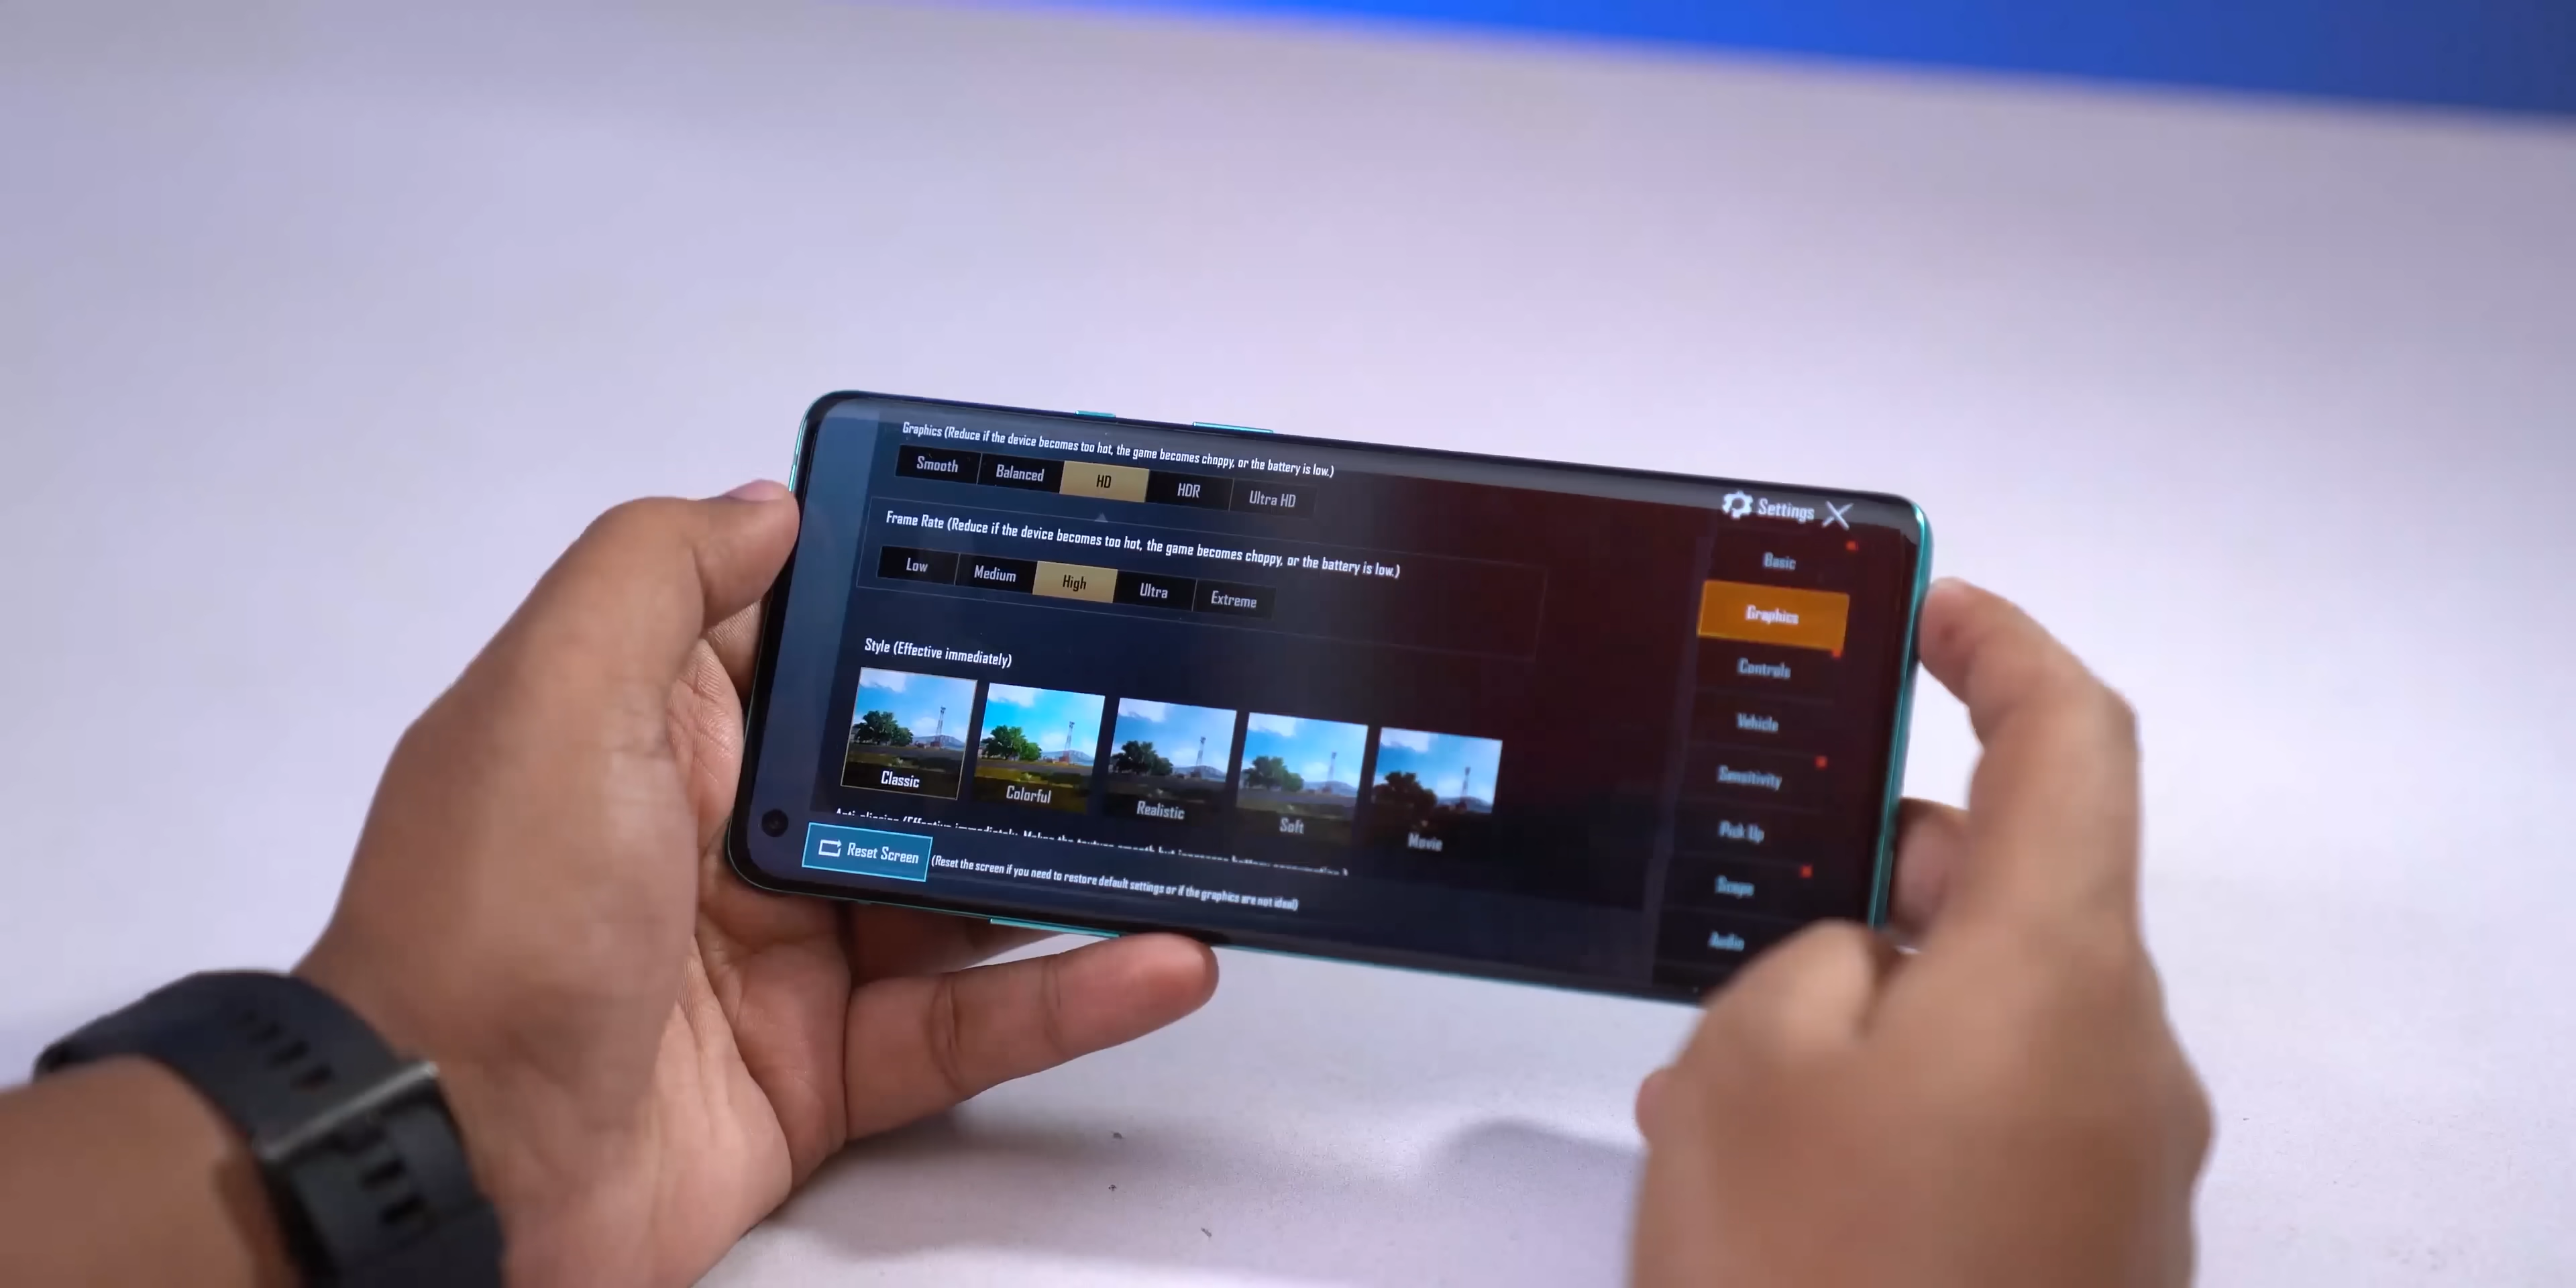 Graphics (Reduce if the device becomes too hot, the game becomes choppy, or the battery is low.)
Smooth Balanced HD HDR Ultra HD
Frame Rate (Reduce if the device becomes too hot, the game becomes choppy, or the battery is low.)
Low Medium High Ultra Extreme
Style (Effective immediately)
Classic Colorful Realistic Soft Movie
Reset Screen (Reset the screen if you need to restore default settings or if the graphics are not ideal)
Settings
Basic
Graphics
Controls
Vehicle
Sensitivity
Pick Up
Scope
Audio